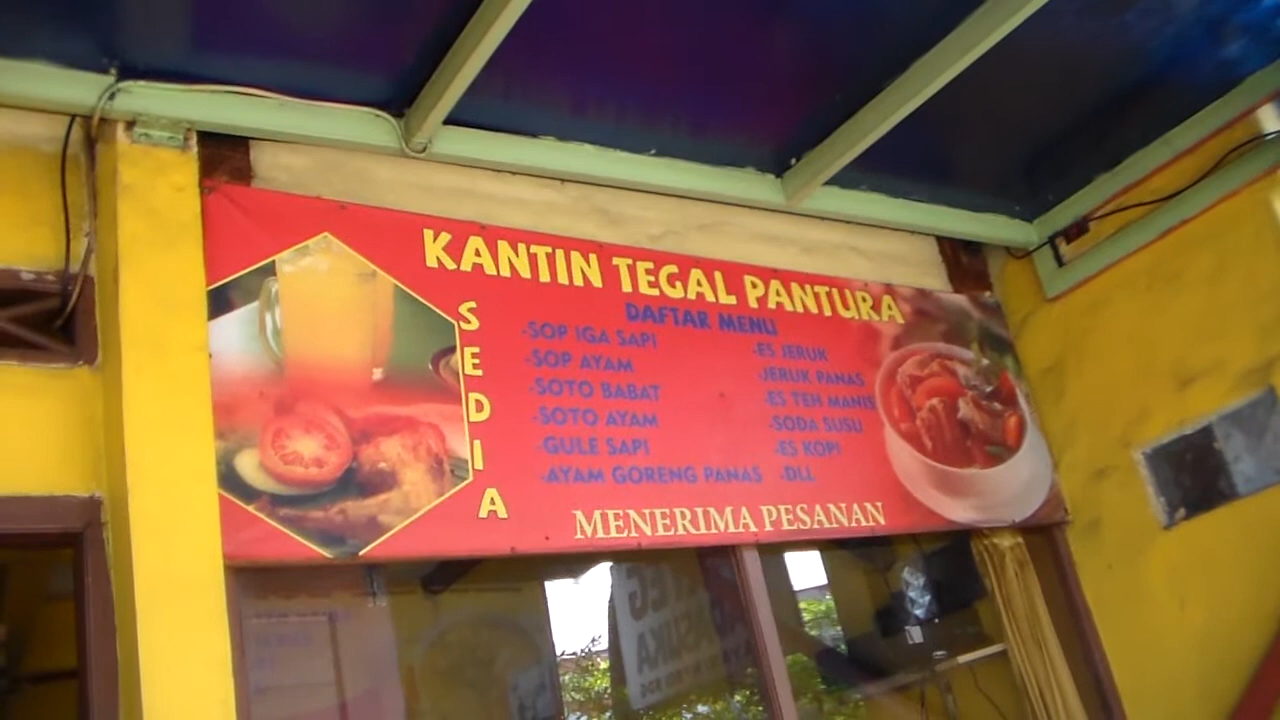 KANTIN TEGAL PANTURA
SEDIA
DAFTAR MENU
-SOP IGA SAPI
-SOP AYAM
-SOTO BABAT
-SOTO AYAM
-GULE SAPI
-AYAM GORENG PANAS
-ES JERUK
-JERUK PANAS
-ES TEH MANIS
-SODA SUSU
-ES KOPI
-DLL
MENERIMA PESANAN